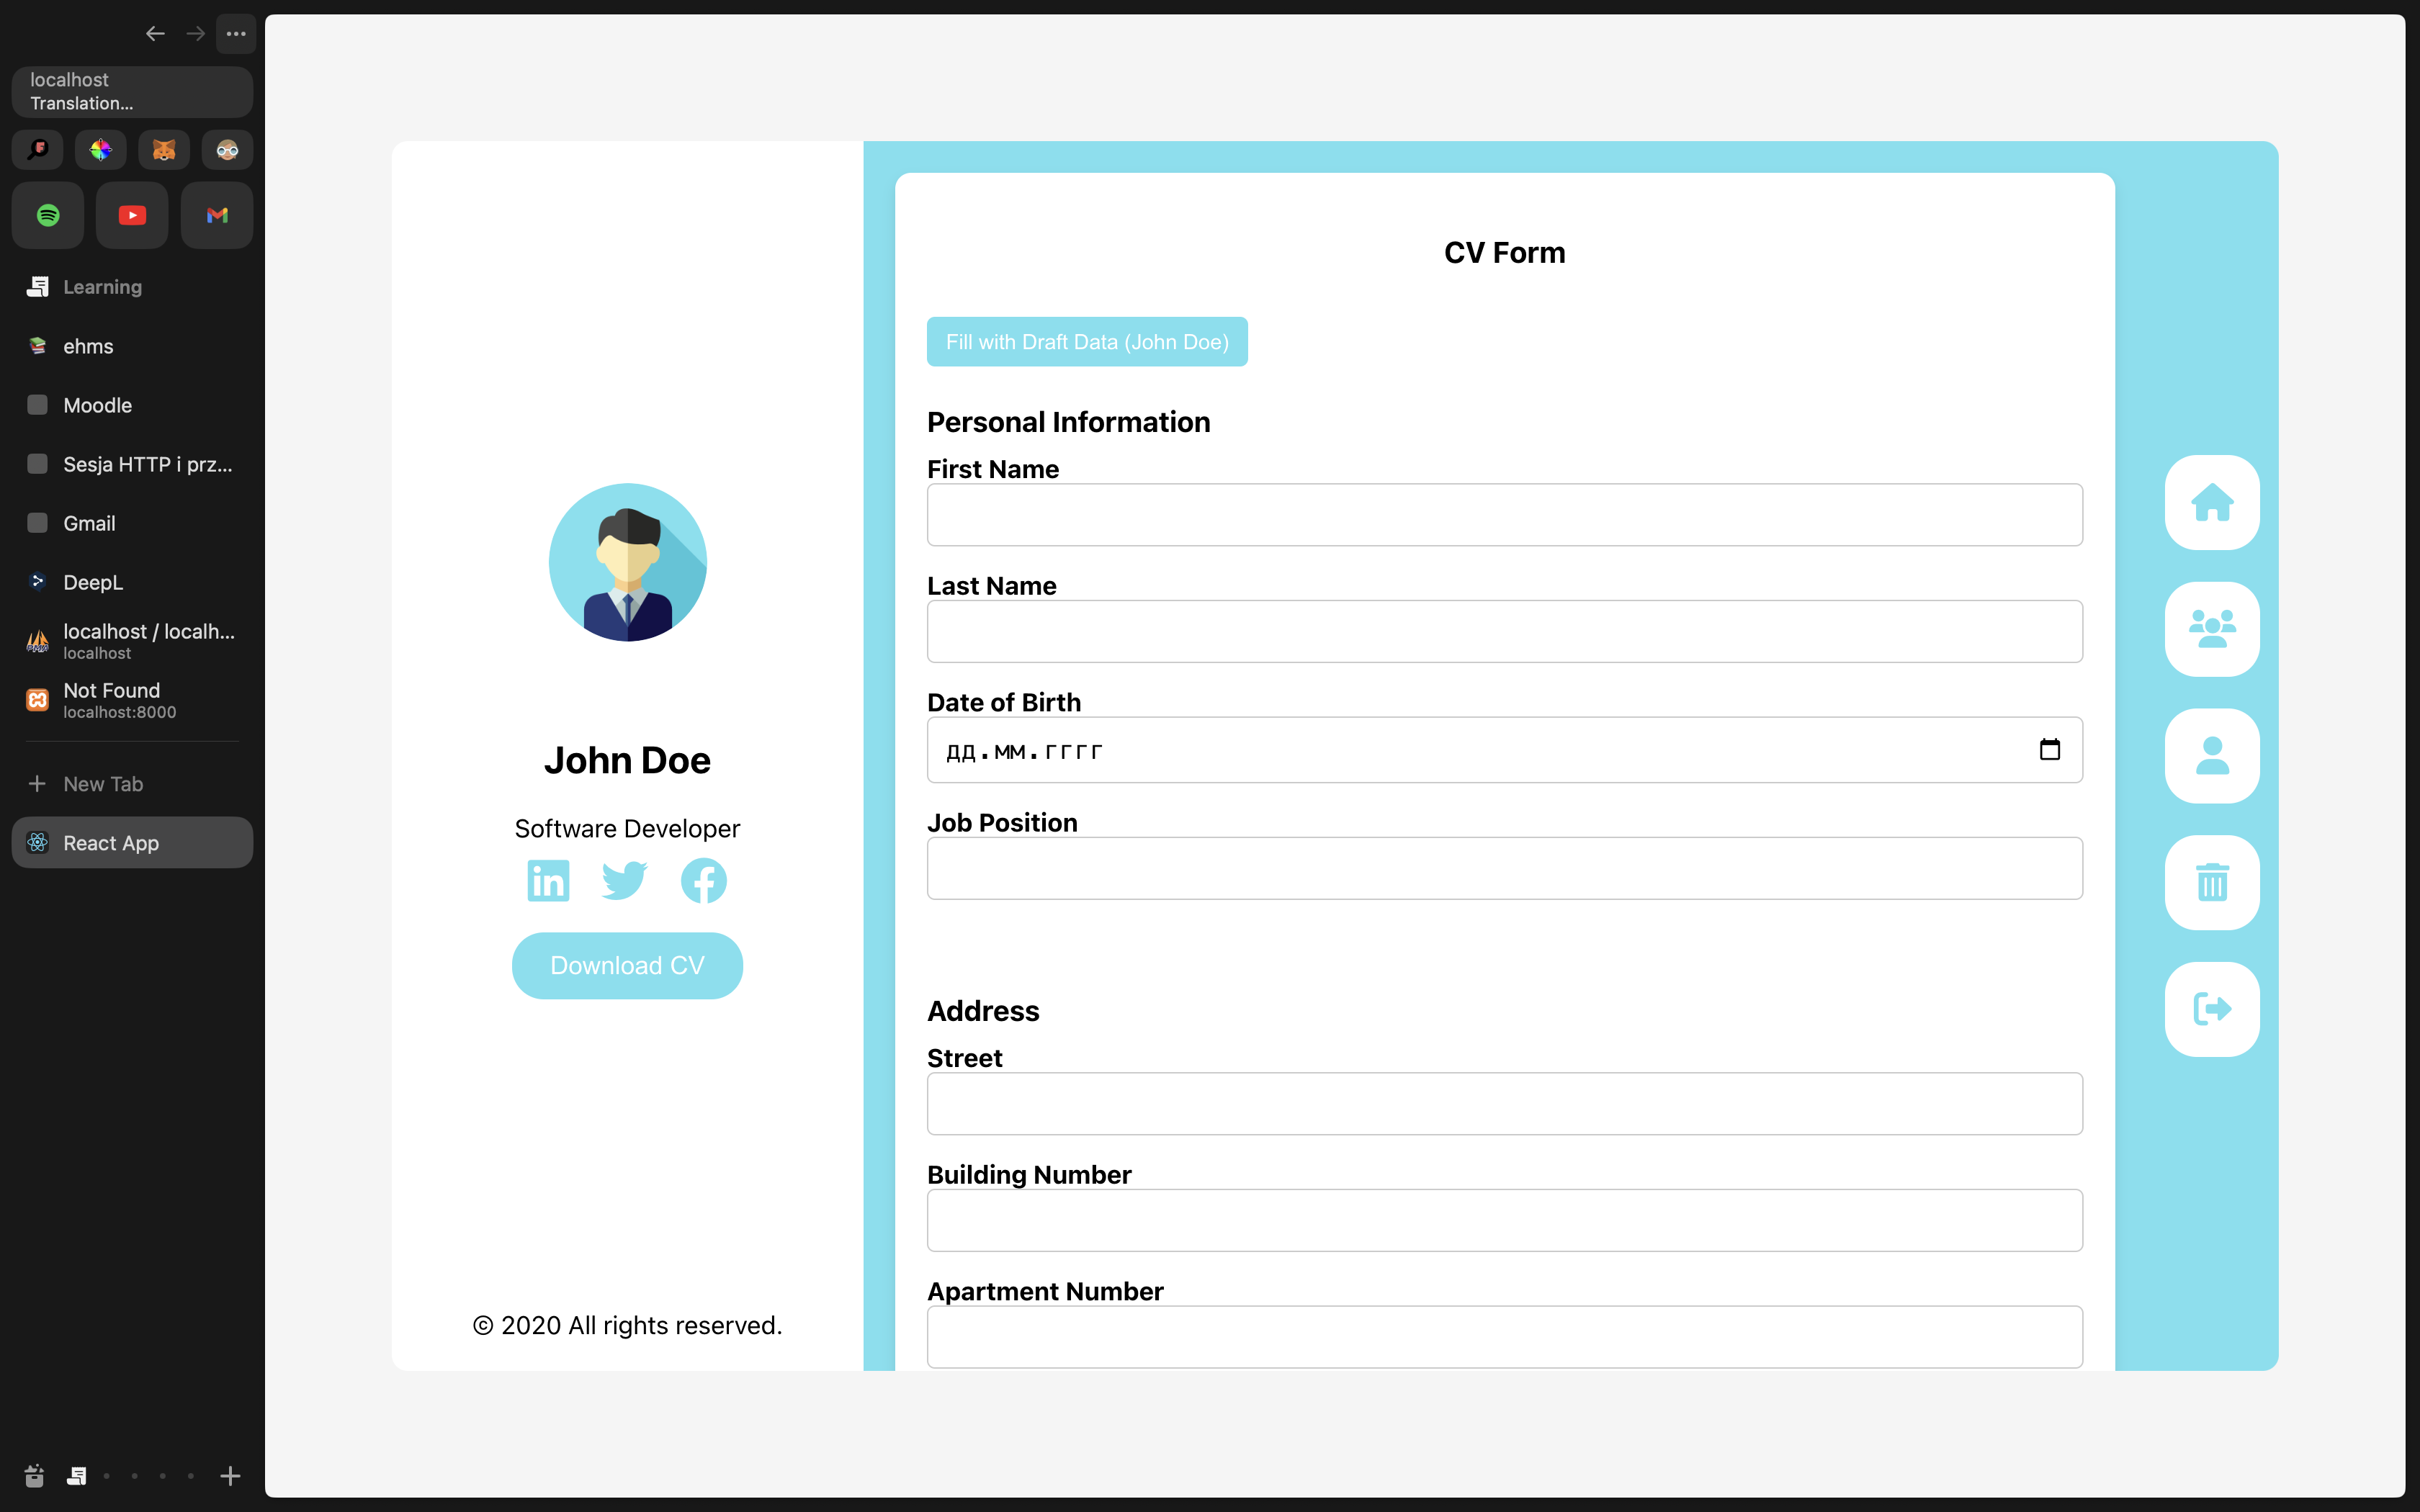 localhost
Translation...
Learning
ehms
Moodle
Sesja HTTP i prz...
Gmail
DeepL
localhost / localh...
localhost
Not Found
localhost:8000
New Tab
React App
John Doe
Software Developer
Download CV
© 2020 All rights reserved.
CV Form
Fill with Draft Data (John Doe)
Personal Information
First Name
Last Name
Date of Birth
дд.мм.гггг
Job Position
Address
Street
Building Number
Apartment Number